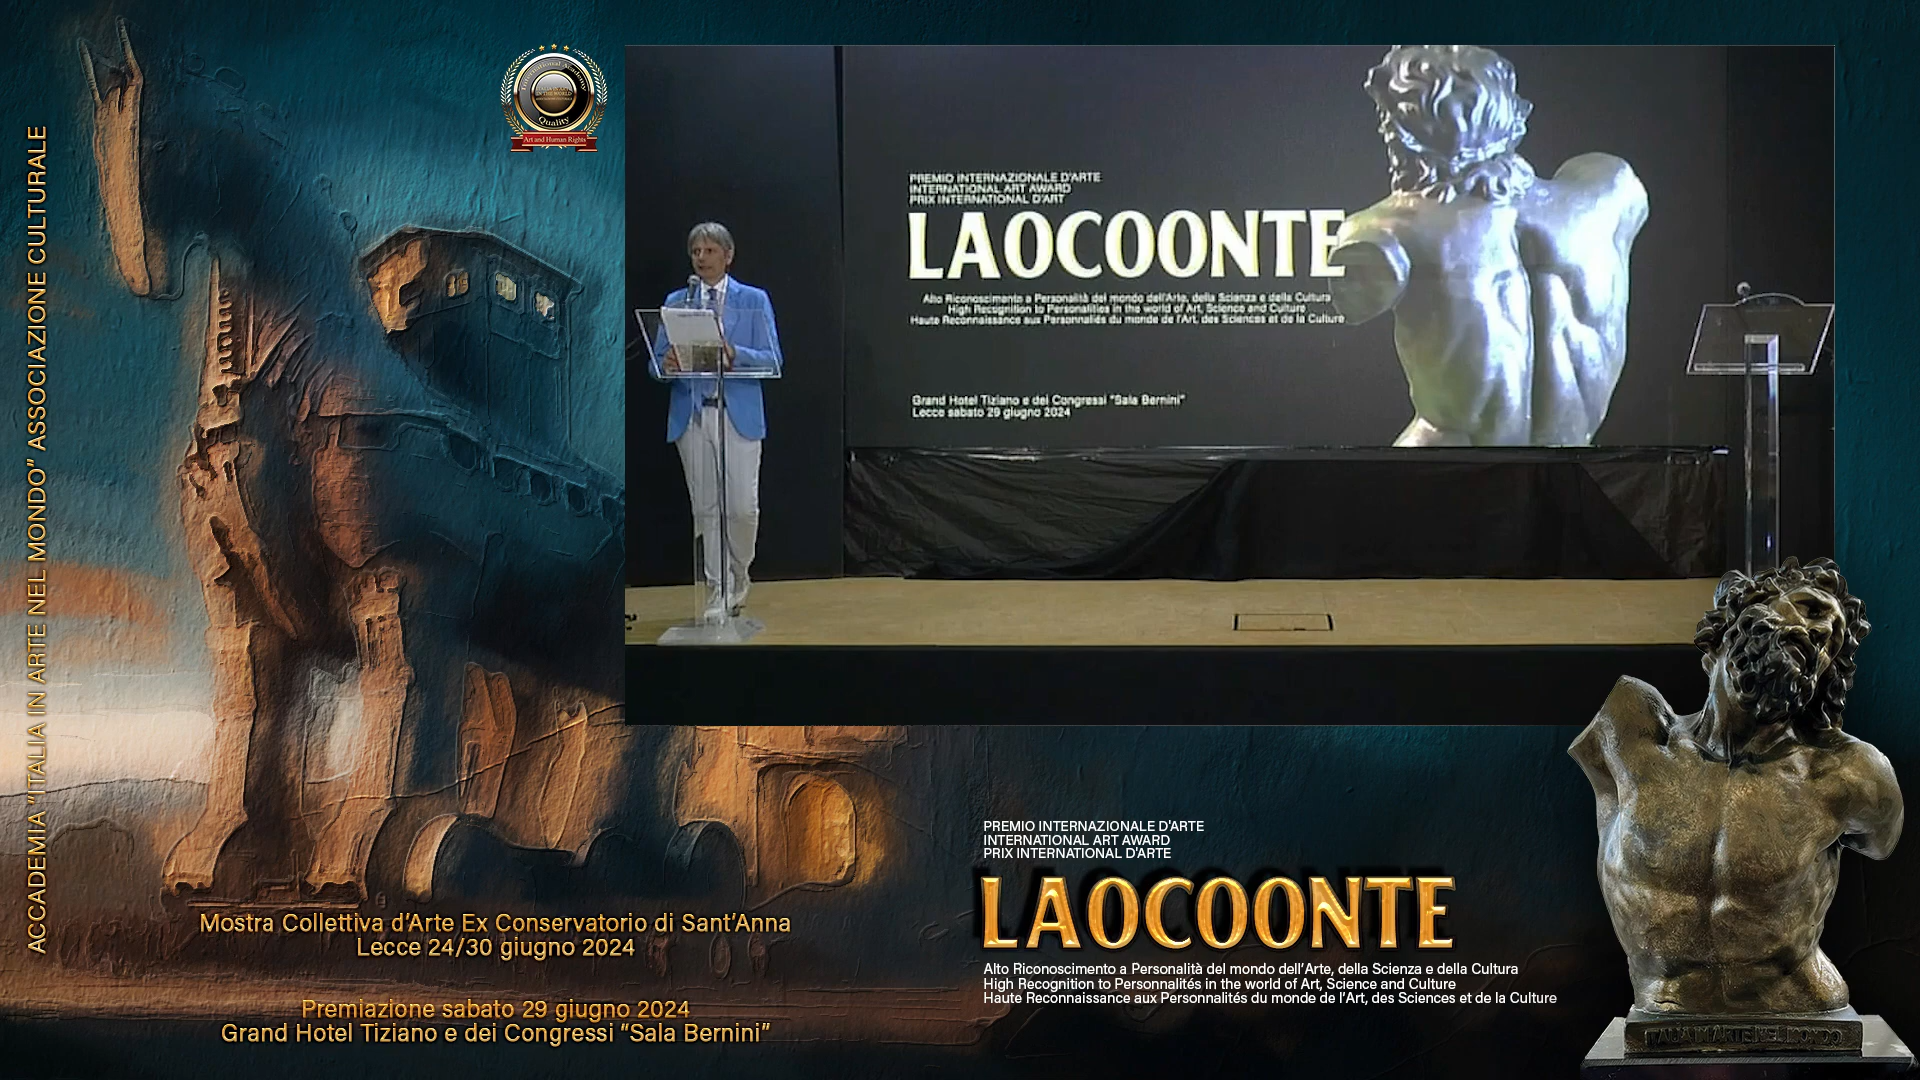 ACCADEMIA "ITALIA IN ARTE NEL MONDO" ASSOCIAZIONE CULTURALE
International Academy
Quality
Art and Human Rights
PREMIO INTERNAZIONALE D'ARTE
INTERNATIONAL ART AWARD
PRIX INTERNATIONAL D'ART
LAOCOONTE
Alto Riconoscimento a Personalità del mondo dell'Arte, della Scienza e della Cultura
High Recognition to Personalities in the world of Art, Science and Culture
Haute Reconnaissance aux Personnalités du monde de l'Art, des Sciences et de la Culture
Grand Hotel Tiziano e dei Congressi "Sala Bernini"
Lecce sabato 29 giugno 2024
Mostra Collettiva d'Arte Ex Conservatorio di Sant'Anna
Lecce 24/30 giugno 2024
Premiazione sabato 29 giugno 2024
Grand Hotel Tiziano e dei Congressi "Sala Bernini"
PREMIO INTERNAZIONALE D'ARTE
INTERNATIONAL ART AWARD
PRIX INTERNATIONAL D'ARTE
LAOCOONTE
Alto Riconoscimento a Personalità del mondo dell'Arte, della Scienza e della Cultura
High Recognition to Personnalités in the world of Art, Science and Culture
Haute Reconnaissance aux Personnalités du monde de l'Art, des Sciences et de la Culture
ITALIA IN ARTE NEL MONDO